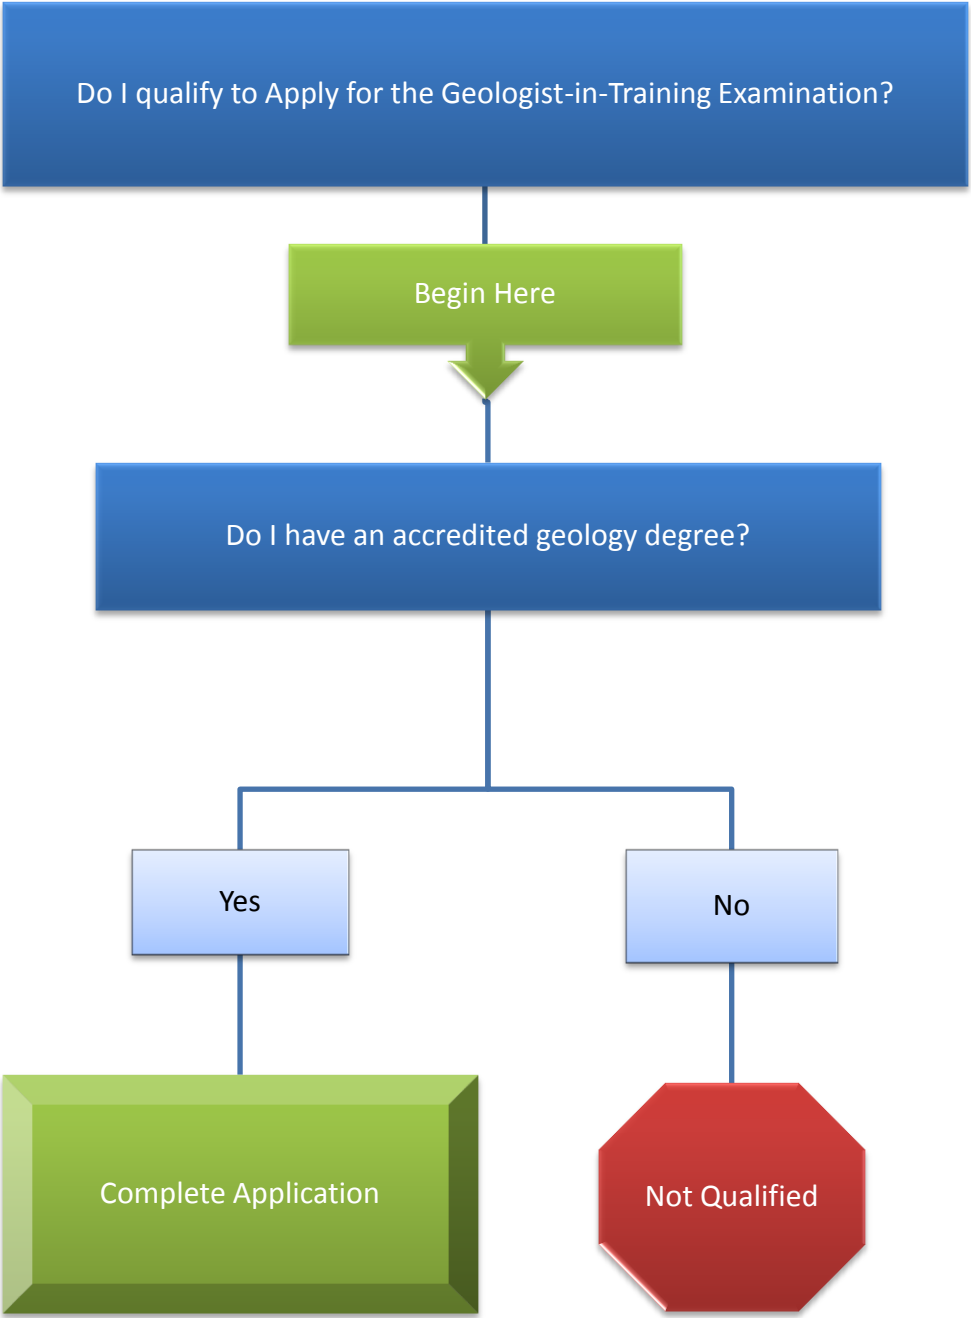 Do I qualify to Apply for the Geologist-in-Training Examination?
Begin Here
Do I have an accredited geology degree?
Yes
No
Complete Application
Not Qualified